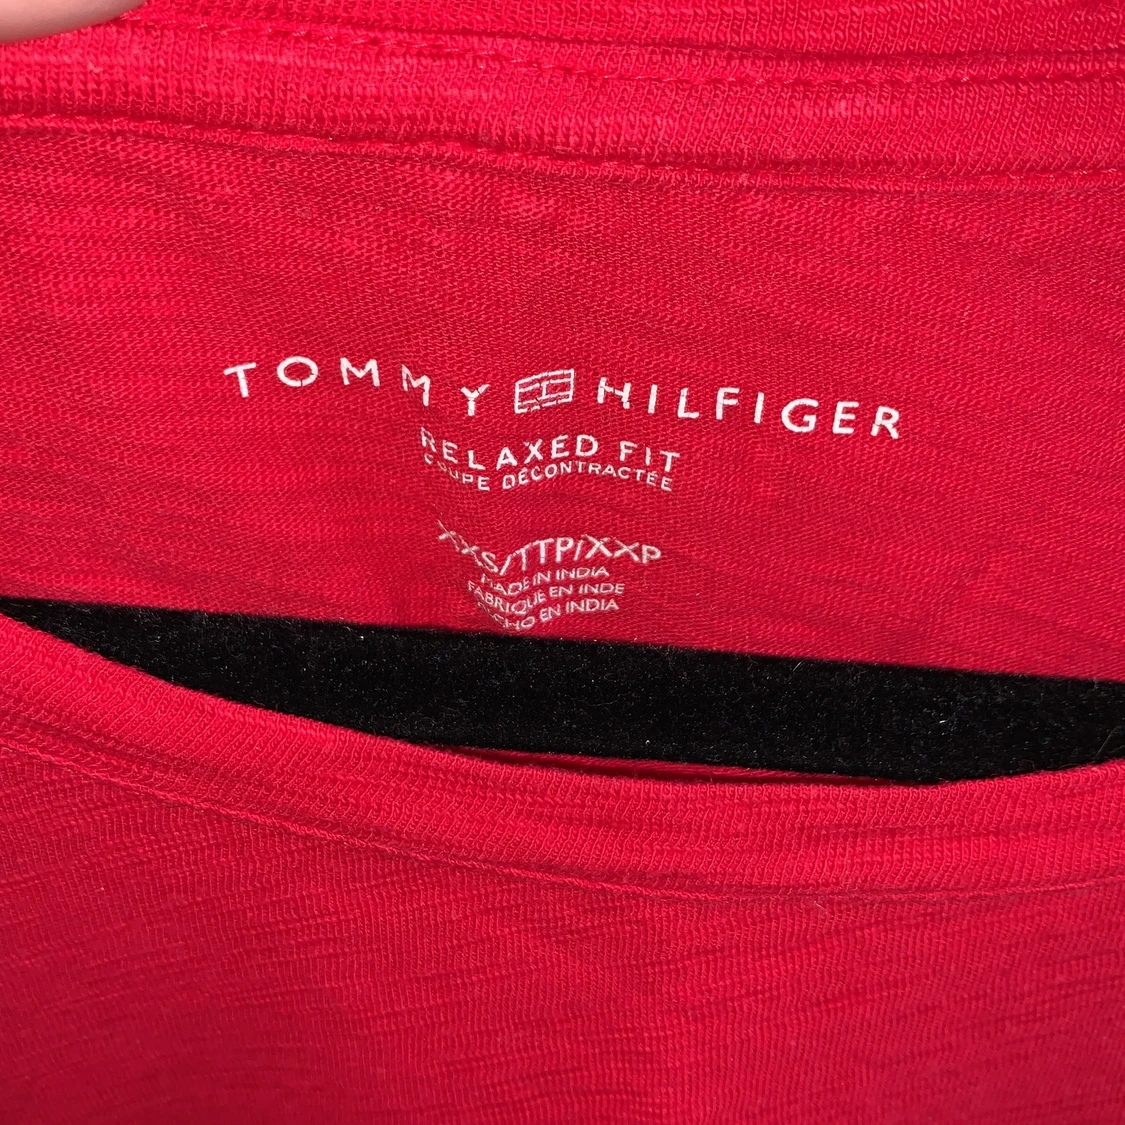 TOMMY HILFIGER
RELAXED FIT
COUPE DÉCONTRACTÉE
XXS/TTP/XXP
MADE IN INDIA
FABRIQUÉ EN INDE
HECHO EN INDIA